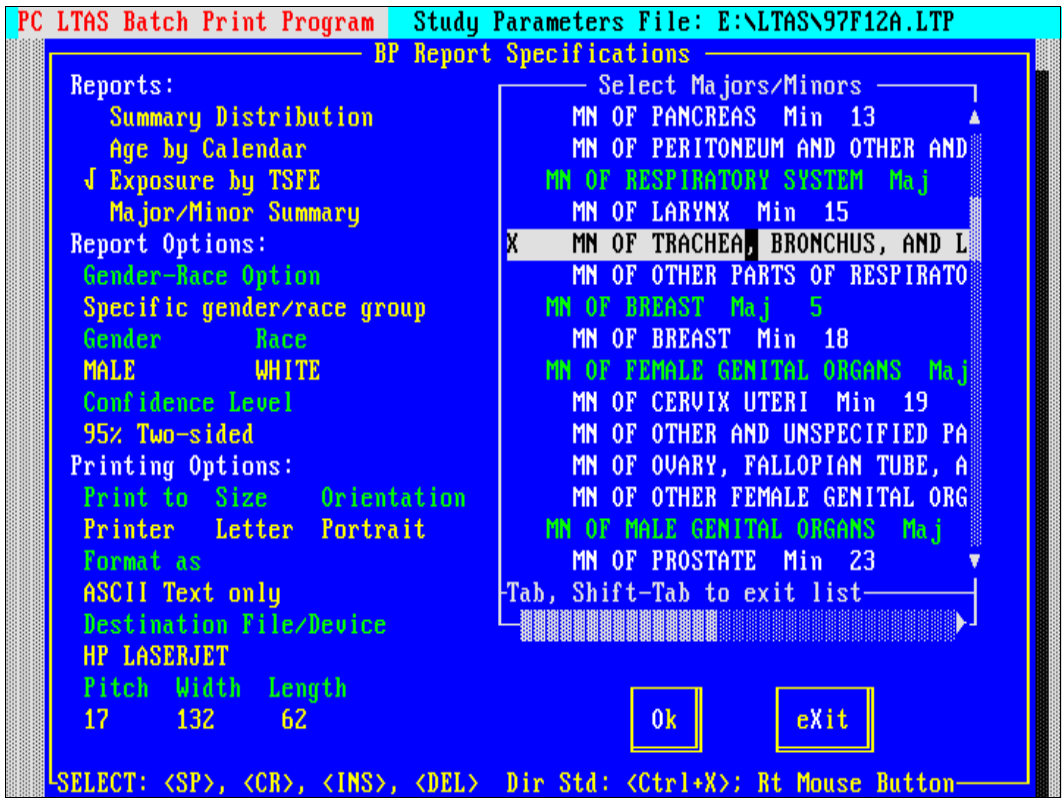 PC LTAS Batch Print Program Study Parameters File: E:\LTAS\97F12A.LTP
BP Report Specifications
Reports:
Summary Distribution
Age by Calendar
√ Exposure by TSFE
Major/Minor Summary
Report Options:
Gender-Race Option
Specific gender/race group
Gender Race
MALE WHITE
Confidence Level
95% Two-sided
Printing Options:
Print to Size Orientation
Printer Letter Portrait
Format as
ASCII Text only
Destination File/Device
HP LASERJET
Pitch Width Length
17 132 62
Select Majors/Minors
MN OF PANCREAS Min 13
MN OF PERITONEUM AND OTHER AND
MN OF RESPIRATORY SYSTEM Maj
MN OF LARYNX Min 15
X MN OF TRACHEA, BRONCHUS, AND L
MN OF OTHER PARTS OF RESPIRATO
MN OF BREAST Maj 5
MN OF BREAST Min 18
MN OF FEMALE GENITAL ORGANS Maj
MN OF CERVIX UTERI Min 19
MN OF OTHER AND UNSPECIFIED PA
MN OF OVARY, FALLOPIAN TUBE, A
MN OF OTHER FEMALE GENITAL ORG
MN OF MALE GENITAL ORGANS Maj
MN OF PROSTATE Min 23
Tab, Shift-Tab to exit list
Ok eXit
SELECT: <SP>, <CR>, <INS>, <DEL> Dir Std: <Ctrl+X>; Rt Mouse Button